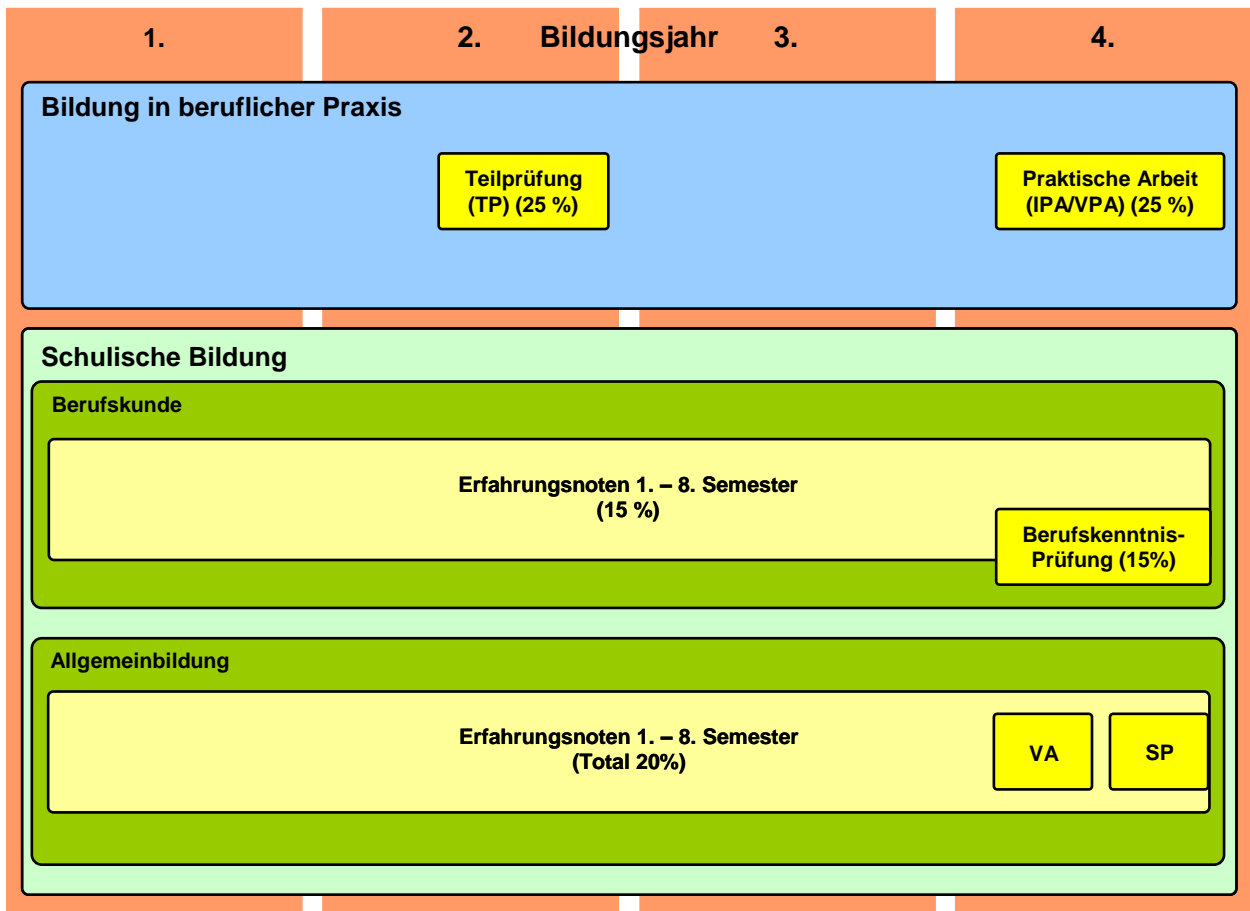 1. 2. Bildungsjahr 3. 4.
Bildung in beruflicher Praxis
Teilprüfung
(TP) (25 %)
Praktische Arbeit
(IPA/VPA) (25 %)
Schulische Bildung
Berufskunde
Erfahrungsnoten 1. – 8. Semester
(15 %)
Berufskenntnis-
Prüfung (15%)
Allgemeinbildung
Erfahrungsnoten 1. – 8. Semester
(Total 20%)
VA
SP